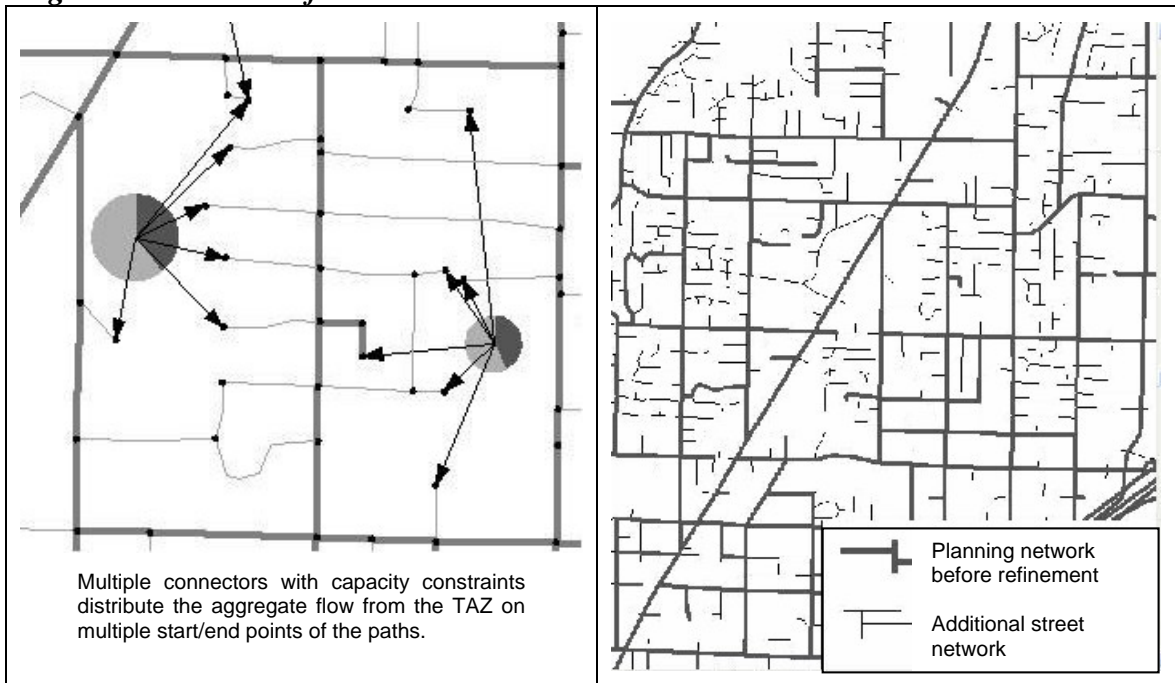 Multiple connectors with capacity constraints
distribute the aggregate flow from the TAZ on
multiple start/end points of the paths.
Planning network
before refinement
Additional street
network